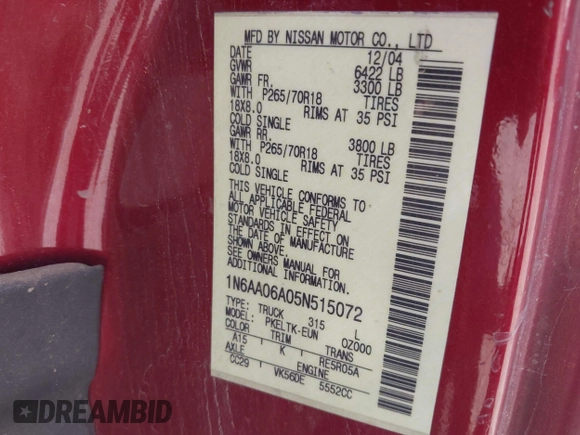 MFD BY NISSAN MOTOR CO., LTD
DATE 12/04
GVWR 6422 LB
GAWR FR. 3300 LB
WITH P265/70R18 TIRES
18X8.0 RIMS AT 35 PSI
COLD SINGLE
GAWR RR. 3800 LB
WITH P265/70R18 TIRES
18X8.0 RIMS AT 35 PSI
COLD SINGLE
THIS VEHICLE CONFORMS TO
ALL APPLICABLE FEDERAL
MOTOR VEHICLE SAFETY
STANDARDS IN EFFECT ON
THE DATE OF MANUFACTURE
SHOWN ABOVE.
SEE OWNERS MANUAL FOR
ADDITIONAL INFORMATION.
1N6AA06A05N515072
TYPE: TRUCK 315 L
MODEL: PKELTK-EUN 0Z000
COLOR TRIM TRANS
A15 K RE5R05A
AXLE ENGINE
CC29 VK56DE 5552CC
DREAMBID